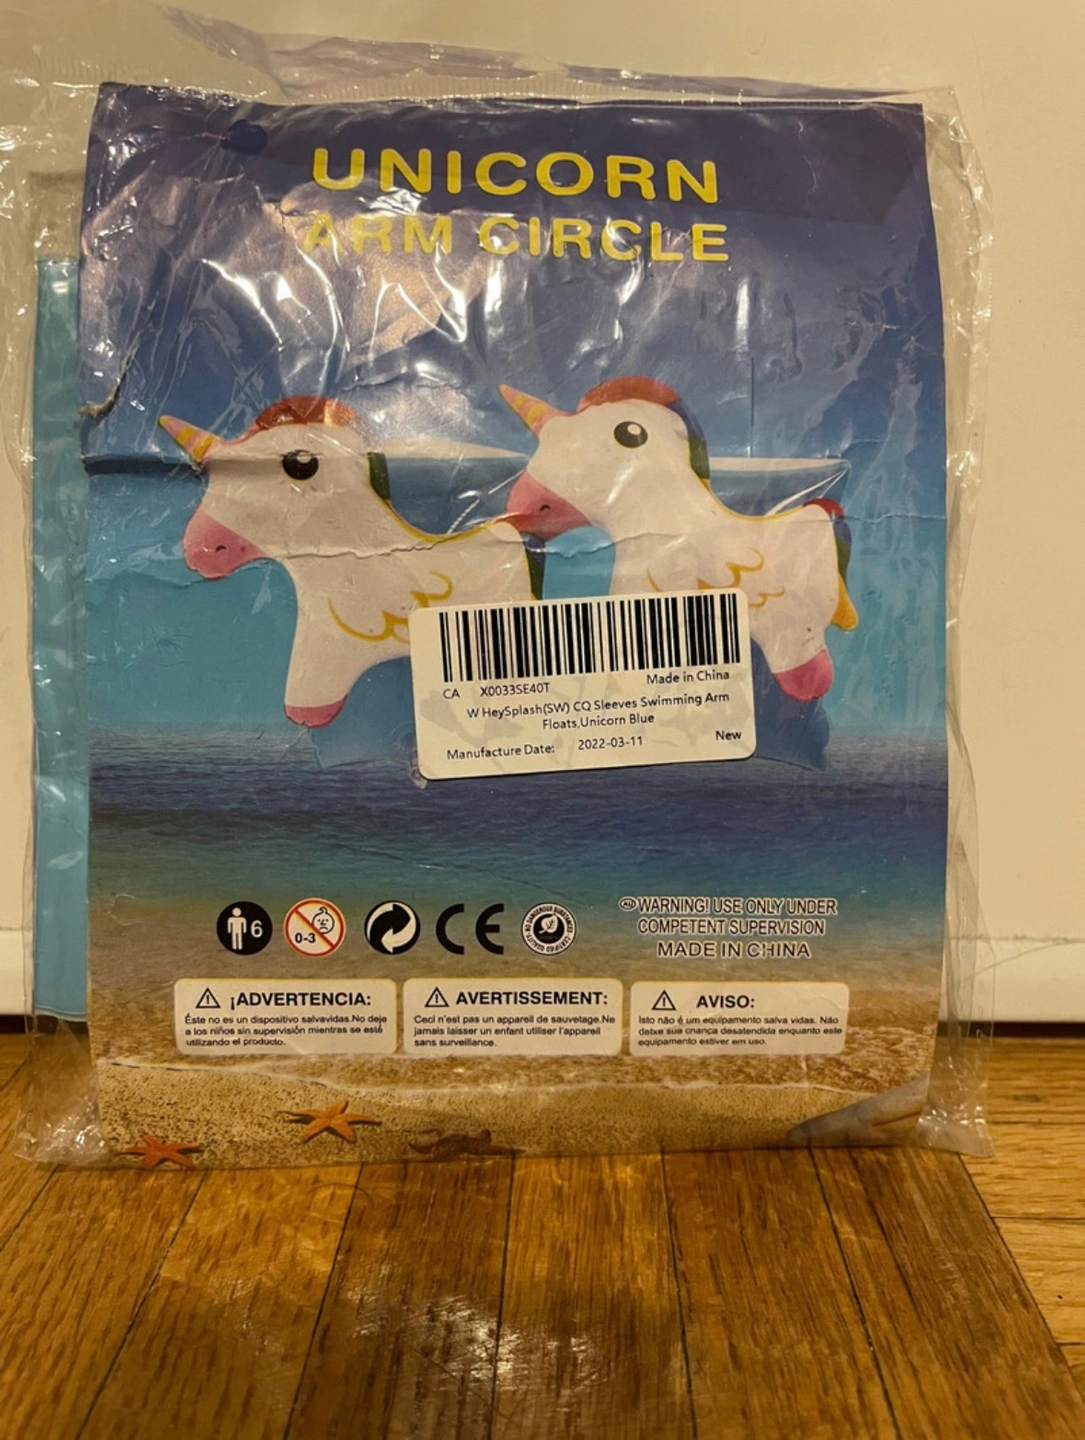 UNICORN
ARM CIRCLE
CA X0033SE40T Made in China
W HeySplash(SW) CQ Sleeves Swimming Arm
Floats,Unicorn Blue
New
Manufacture Date: 2022-03-11
6
0-3
CE
WARNING! USE ONLY UNDER
COMPETENT SUPERVISION
MADE IN CHINA
¡ADVERTENCIA:
Éste no es un dispositivo salvavidas.No deje
a los niños sin supervisión mientras se esté
utilizando el producto.
AVERTISSEMENT:
Ceci n'est pas un appareil de sauvetage.Ne
jamais laisser un enfant utiliser l'appareil
sans surveillance.
AVISO:
Isto não é um equipamento salva vidas. Não
deixe sua criança desatendida enquanto este
equipamento estiver em uso.